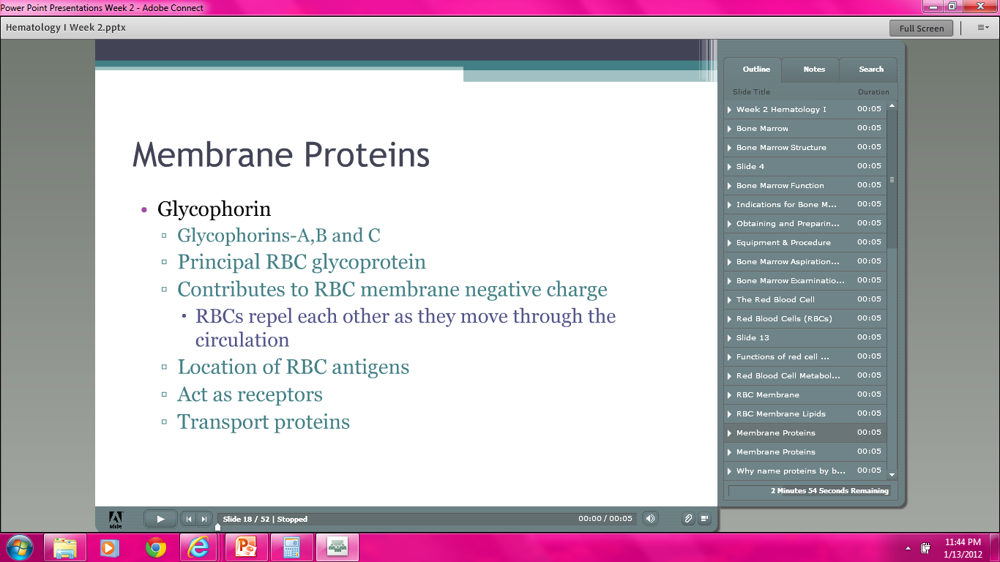 Power Point Presentations Week 2 - Adobe Connect
Hematology I Week 2.pptx
Full Screen
Membrane Proteins
• Glycophorin
▫ Glycophorins-A,B and C
▫ Principal RBC glycoprotein
▫ Contributes to RBC membrane negative charge
• RBCs repel each other as they move through the
circulation
▫ Location of RBC antigens
▫ Act as receptors
▫ Transport proteins
Outline Notes Search
Slide Title Duration
Week 2 Hematology I 00:05
Bone Marrow 00:05
Bone Marrow Structure 00:05
Slide 4 00:05
Bone Marrow Function 00:05
Indications for Bone M... 00:05
Obtaining and Preparin... 00:05
Equipment & Procedure 00:05
Bone Marrow Aspiration... 00:05
Bone Marrow Examinatio... 00:05
The Red Blood Cell 00:05
Red Blood Cells (RBCs) 00:05
Slide 13 00:05
Functions of red cell ... 00:05
Red Blood Cell Metabol... 00:05
RBC Membrane 00:05
RBC Membrane Lipids 00:05
Membrane Proteins 00:05
Membrane Proteins 00:05
Why name proteins by b... 00:05
2 Minutes 54 Seconds Remaining
Adobe
Slide 18 / 52 | Stopped
00:00 / 00:05
11:44 PM
1/13/2012